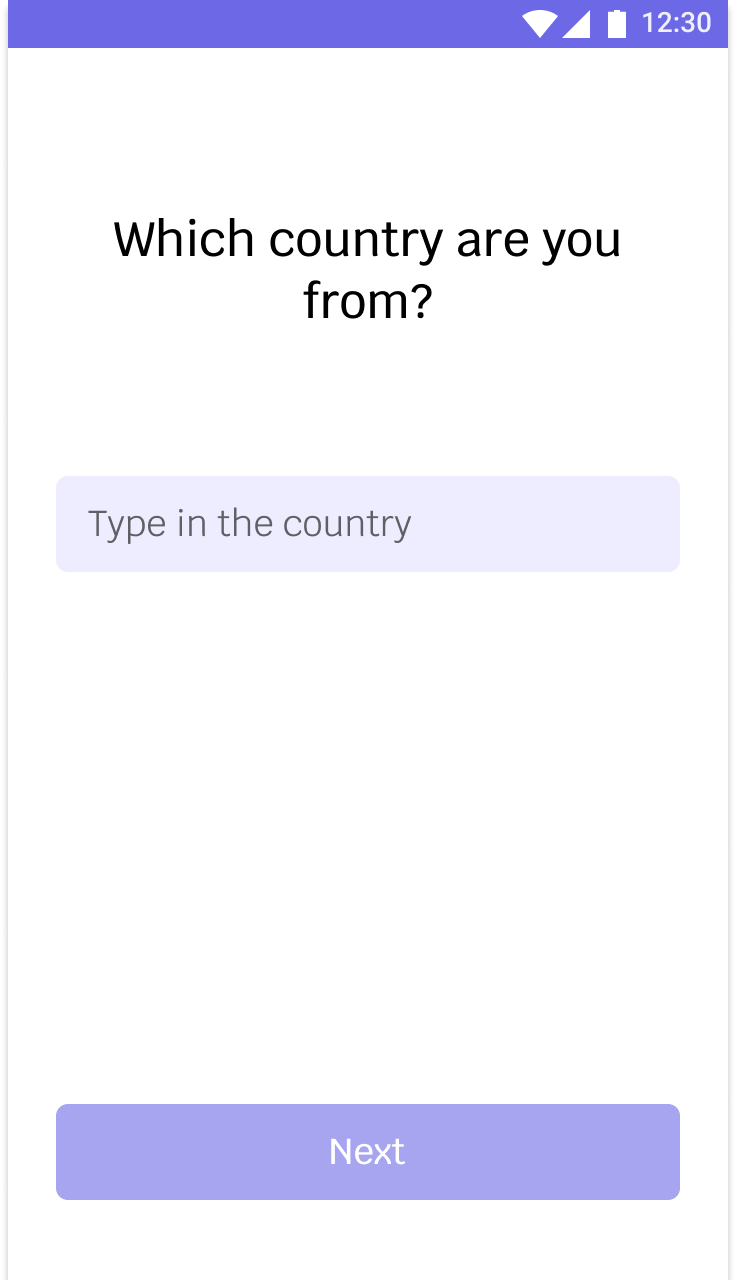 12:30
Which country are you
from?
Type in the country
Next